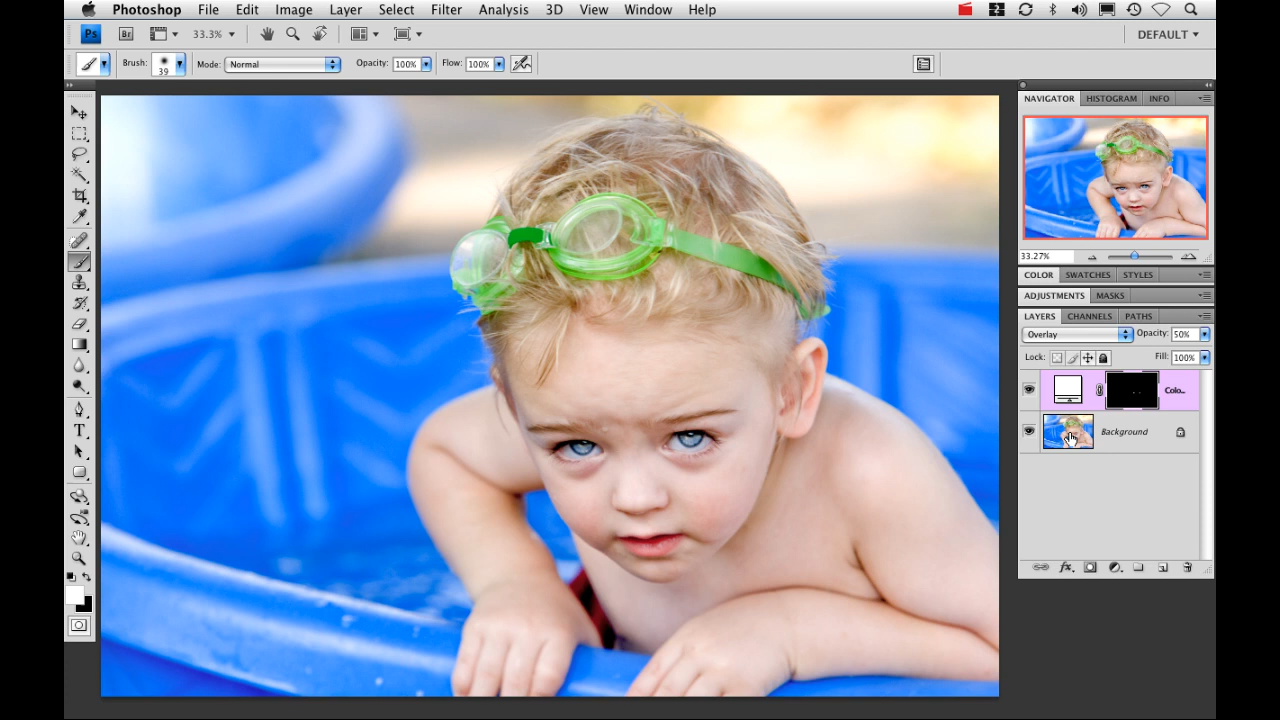 Photoshop File Edit Image Layer Select Filter Analysis 3D View Window Help
Ps Br 33.3% DEFAULT
Brush: 39 Mode: Normal Opacity: 100% Flow: 100%
NAVIGATOR HISTOGRAM INFO
33.27%
COLOR SWATCHES STYLES
ADJUSTMENTS MASKS
LAYERS CHANNELS PATHS
Overlay Opacity: 50%
Lock: Fill: 100%
Colo...
Background
T
fx